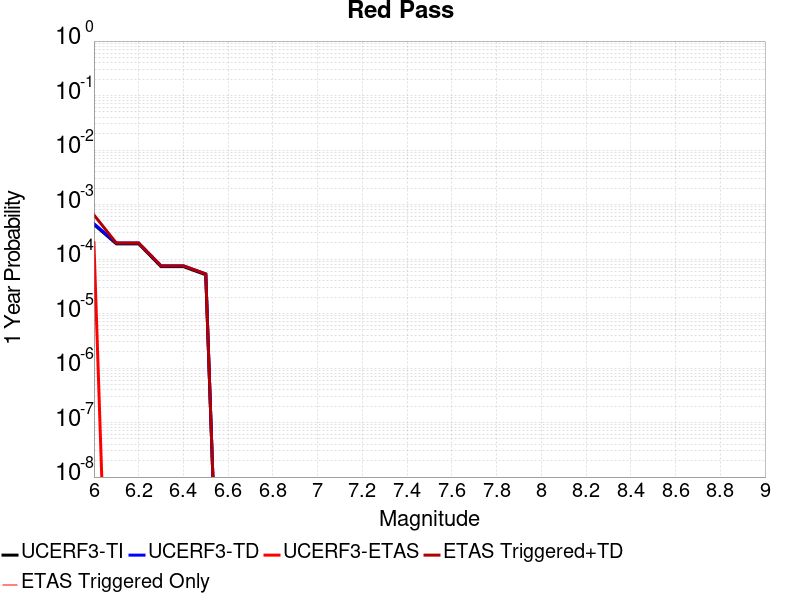 Red Pass
10^0
10^-1
10^-2
10^-3
10^-4
10^-5
10^-6
10^-7
10^-8
1 Year Probability
6 6.2 6.4 6.6 6.8 7 7.2 7.4 7.6 7.8 8 8.2 8.4 8.6 8.8 9
Magnitude
UCERF3-TI UCERF3-TD UCERF3-ETAS ETAS Triggered+TD
ETAS Triggered Only